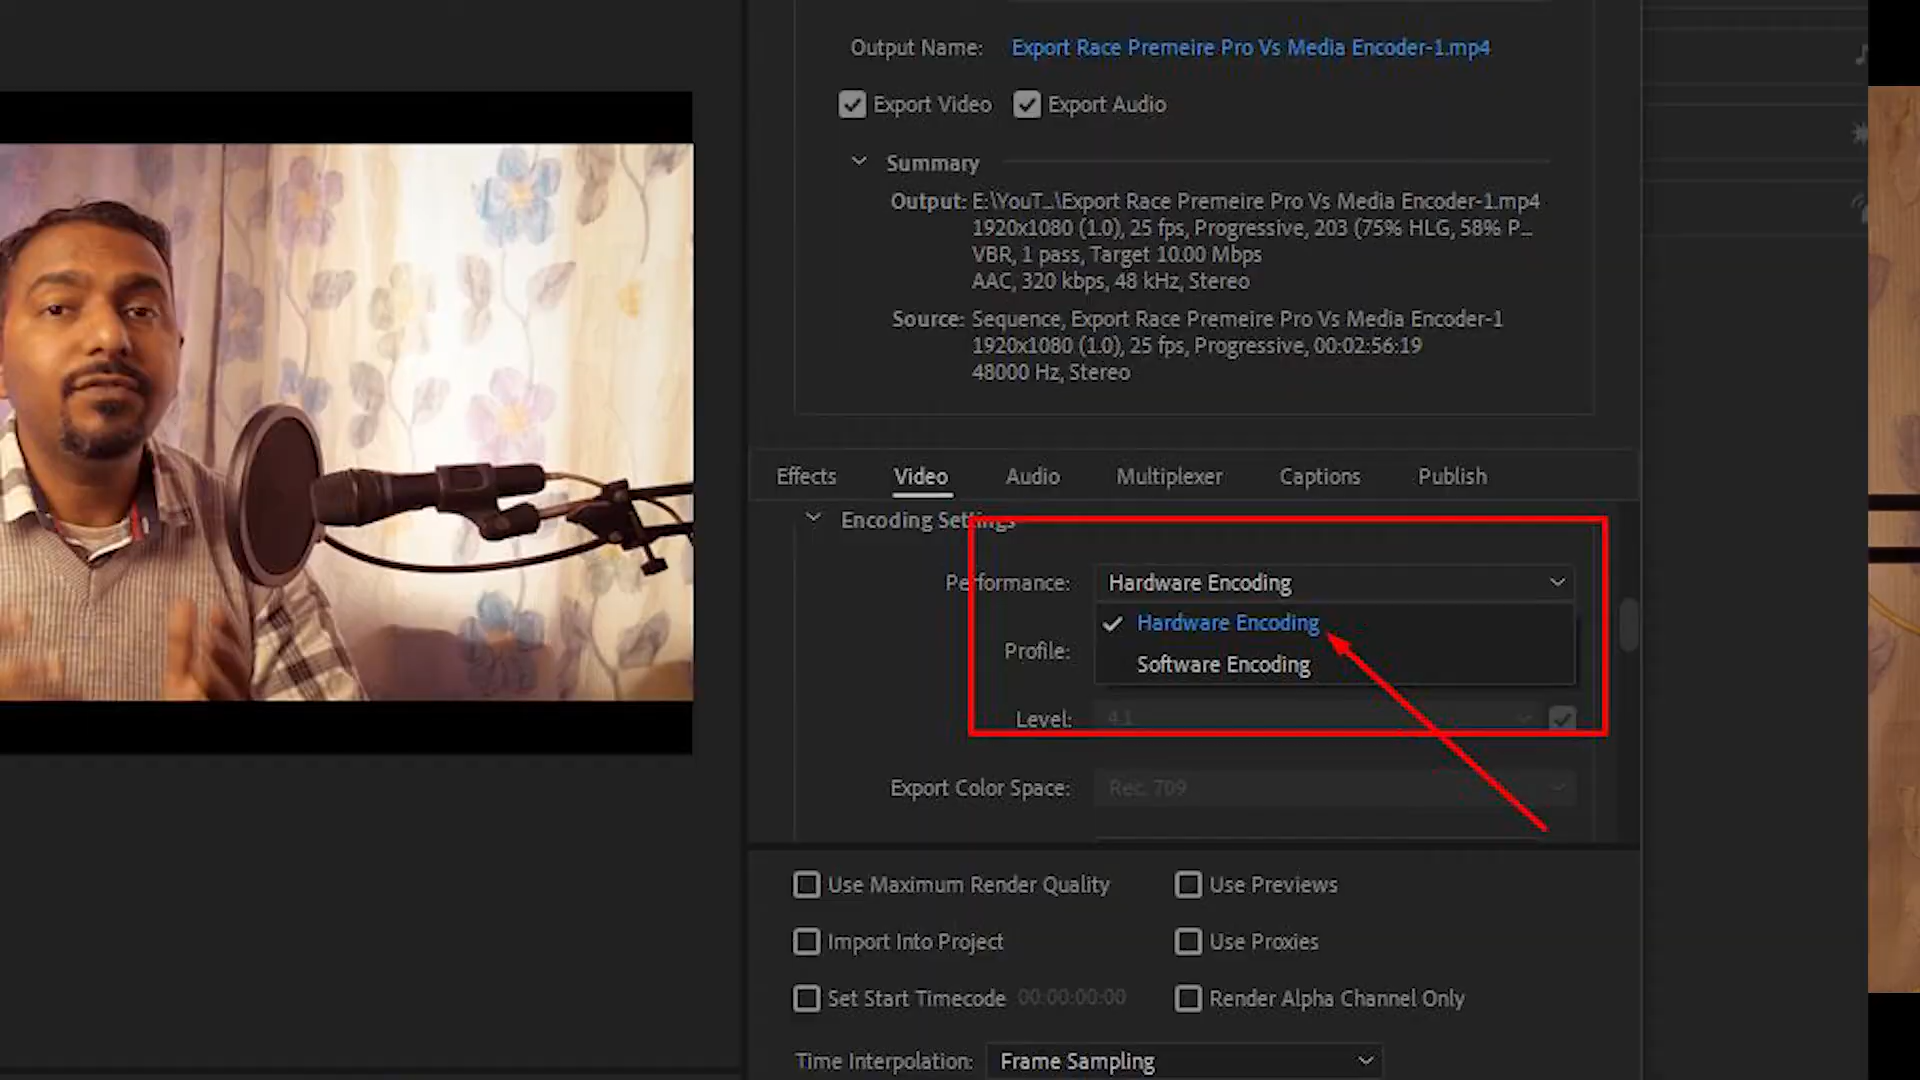 Output Name: Export Race Premeire Pro Vs Media Encoder-1.mp4
Export Video Export Audio
Summary
Output: E:\YouT...\Export Race Premeire Pro Vs Media Encoder-1.mp4
1920x1080 (1.0), 25 fps, Progressive, 203 (75% HLG, 58% P...
VBR, 1 pass, Target 10.00 Mbps
AAC, 320 kbps, 48 kHz, Stereo
Source: Sequence, Export Race Premeire Pro Vs Media Encoder-1
1920x1080 (1.0), 25 fps, Progressive, 00:02:56:19
48000 Hz, Stereo
Effects Video Audio Multiplexer Captions Publish
Encoding Settings
Performance: Hardware Encoding
Hardware Encoding
Profile:
Software Encoding
Level: 4.1
Export Color Space: Rec. 709
Use Maximum Render Quality Use Previews
Import Into Project Use Proxies
Set Start Timecode 00:00:00:00 Render Alpha Channel Only
Time Interpolation: Frame Sampling